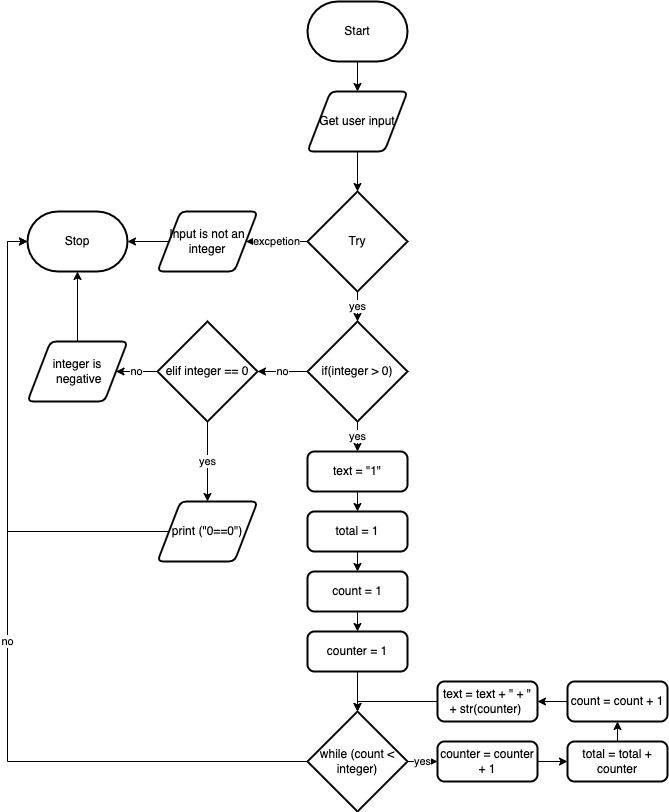 Start
Get user input
Try
excpetion
Input is not an
integer
Stop
yes
if(integer > 0)
no
elif integer == 0
no
integer is
negative
yes
print ("0==0")
yes
text = "1"
total = 1
count = 1
counter = 1
no
while (count <
integer)
yes
counter = counter
+ 1
total = total +
counter
count = count + 1
text = text + " + "
+ str(counter)